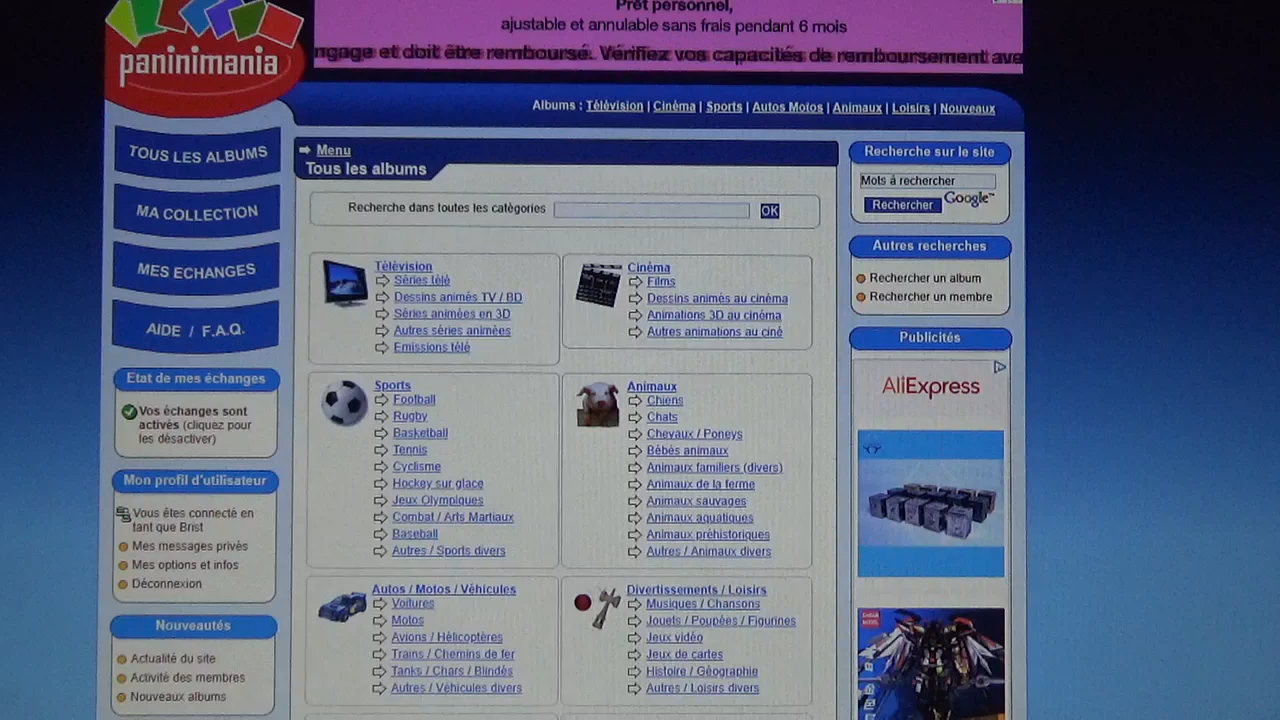 Prêt personnel,
ajustable et annulable sans frais pendant 6 mois
ngage et doit être remboursé. Vérifiez vos capacités de remboursement ava
paninimania
Albums : Télévision | Cinéma | Sports | Autos Motos | Animaux | Loisirs | Nouveaux
TOUS LES ALBUMS
MA COLLECTION
MES ECHANGES
AIDE / F.A.Q.
Etat de mes échanges
Vos échanges sont
activés (cliquez pour
les désactiver)
Mon profil d'utilisateur
Vous êtes connecté en
tant que Brist
Mes messages privés
Mes options et infos
Déconnexion
Nouveautés
Actualité du site
Activité des membres
Nouveaux albums
Menu
Tous les albums
Recherche dans toutes les catégories
OK
Télévision
Séries télé
Dessins animés TV / BD
Séries animées en 3D
Autres séries animées
Emissions télé
Cinéma
Films
Dessins animés au cinéma
Animations 3D au cinéma
Autres animations au ciné
Sports
Football
Rugby
Basketball
Tennis
Cyclisme
Hockey sur glace
Jeux Olympiques
Combat / Arts Martiaux
Baseball
Autres / Sports divers
Animaux
Chiens
Chats
Chevaux / Poneys
Bébés animaux
Animaux familiers (divers)
Animaux de la ferme
Animaux sauvages
Animaux aquatiques
Animaux préhistoriques
Autres / Animaux divers
Autos / Motos / Véhicules
Voitures
Motos
Avions / Hélicoptères
Trains / Chemins de fer
Tanks / Chars / Blindés
Autres / Véhicules divers
Divertissements / Loisirs
Musiques / Chansons
Jouets / Poupées / Figurines
Jeux vidéo
Jeux de cartes
Histoire / Géographie
Autres / Loisirs divers
Recherche sur le site
Mots à rechercher
Rechercher
Google™
Autres recherches
Rechercher un album
Rechercher un membre
Publicités
AliExpress